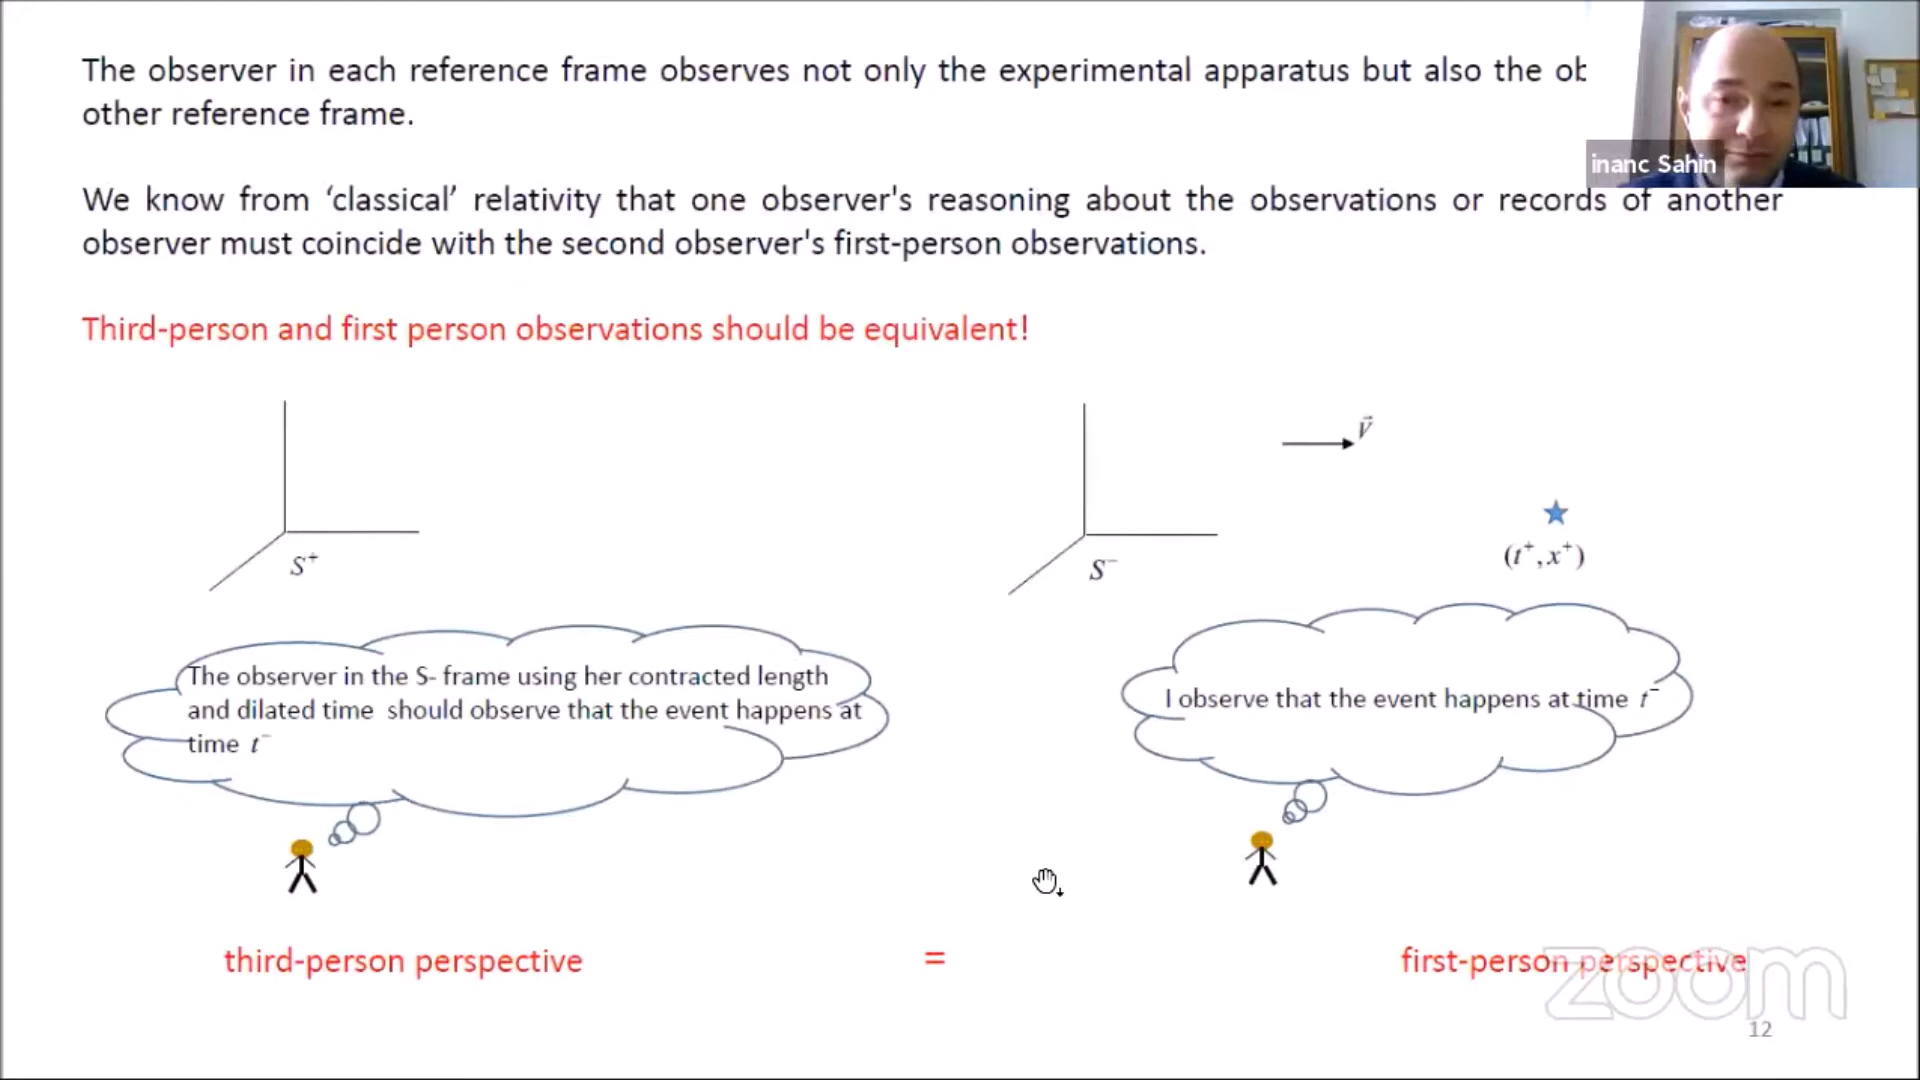 The observer in each reference frame observes not only the experimental apparatus but also the ob
other reference frame.
inanc Sahin
We know from ‘classical’ relativity that one observer's reasoning about the observations or records of another
observer must coincide with the second observer's first-person observations.
Third-person and first person observations should be equivalent!
V⃗
S⁺
S⁻
(t⁺,x⁺)
The observer in the S- frame using her contracted length
and dilated time should observe that the event happens at
time t⁻
I observe that the event happens at time t⁻
third-person perspective = first-person perspective
zoom
12